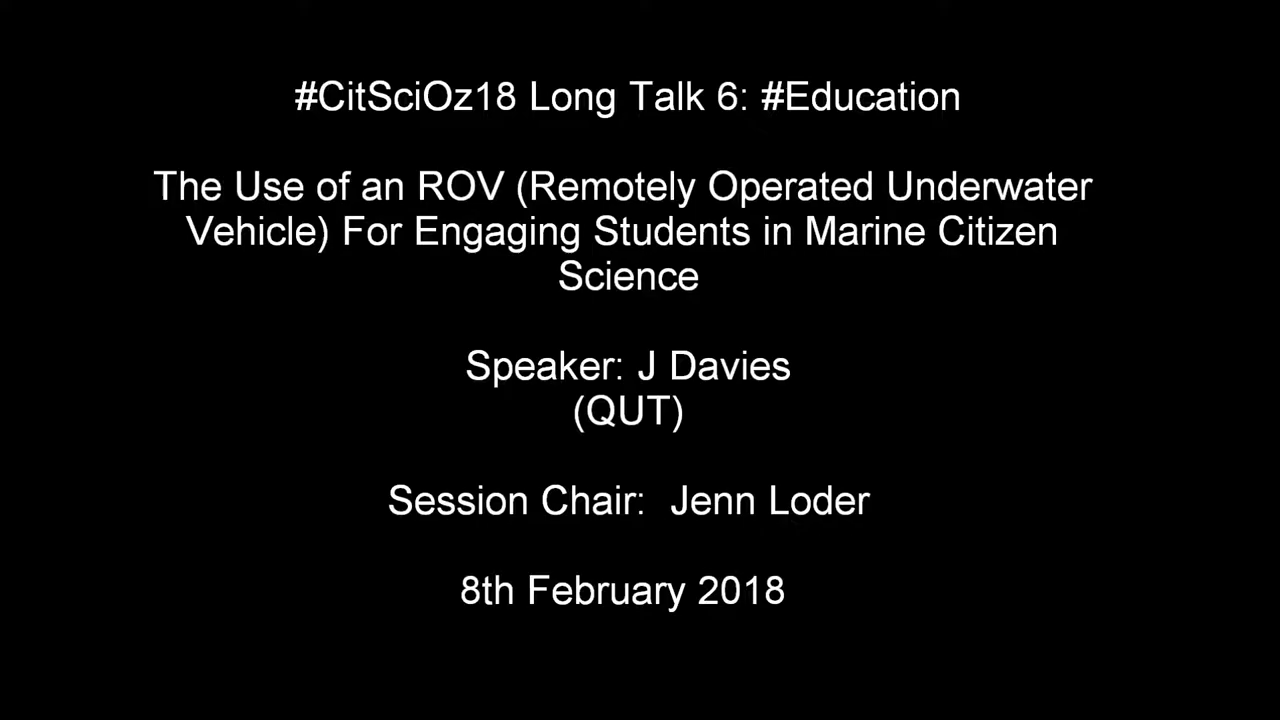 #CitSciOz18 Long Talk 6: #Education
The Use of an ROV (Remotely Operated Underwater
Vehicle) For Engaging Students in Marine Citizen
Science
Speaker: J Davies
(QUT)
Session Chair:  Jenn Loder
8th February 2018